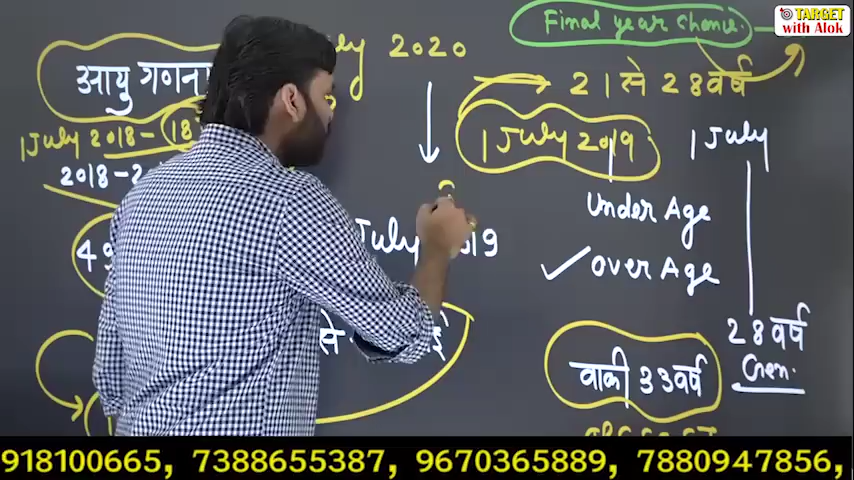 Final year chance.
TARGET
with Alok
July 2020
आयु गणना
21 से 28 वर्ष
1 July 2018 - 18
1 July 2019
1 July
2018 -
Under Age
49
July 2019
✓ over Age
28 वर्ष
Gen.
से
बाकी 33 वर्ष
918100665, 7388655387, 9670365889, 7880947856,